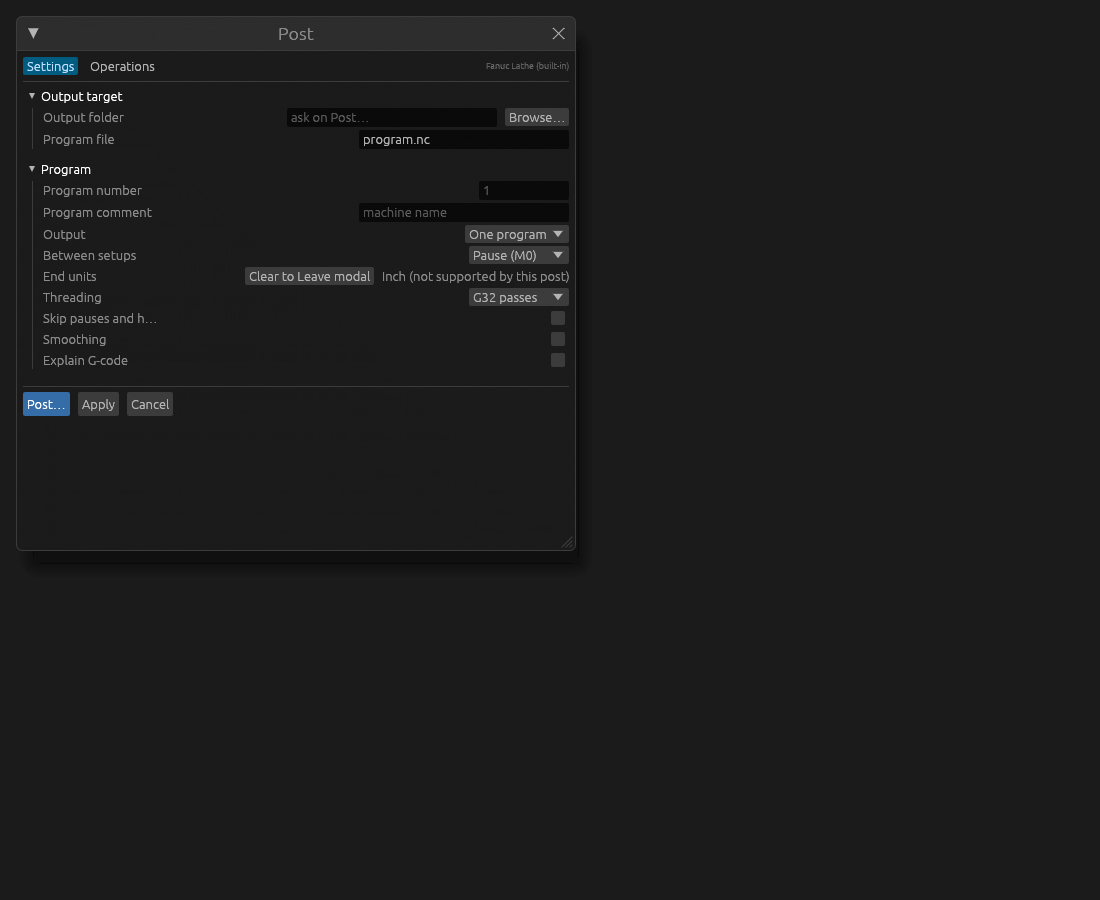 Post
Settings Operations Fanuc Lathe (built-in)
Output target
Output folder ask on Post... Browse...
Program file program.nc
Program
Program number 1
Program comment machine name
Output One program
Between setups Pause (M0)
End units Clear to Leave modal Inch (not supported by this post)
Threading G32 passes
Skip pauses and h...
Smoothing
Explain G-code
Post... Apply Cancel